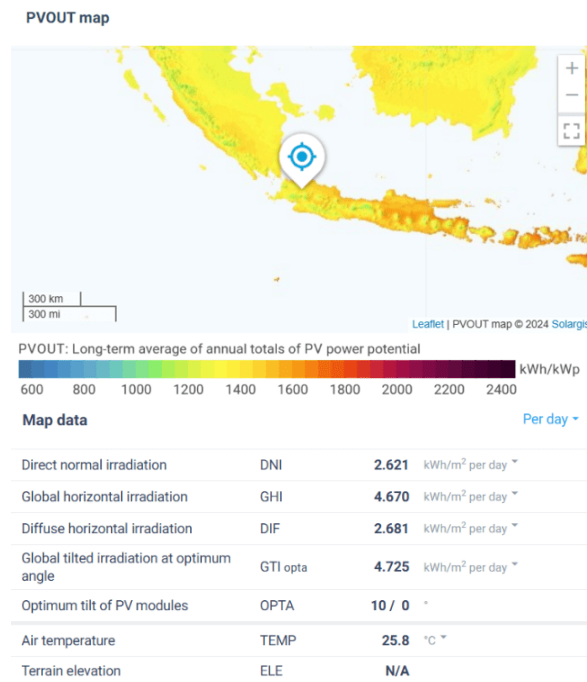 PVOUT map
+
−
300 km
300 mi
Leaflet | PVOUT map © 2024 Solargis
PVOUT: Long-term average of annual totals of PV power potential
kWh/kWp
600 800 1000 1200 1400 1600 1800 2000 2200 2400
Map data Per day
Direct normal irradiation DNI 2.621 kWh/m² per day
Global horizontal irradiation GHI 4.670 kWh/m² per day
Diffuse horizontal irradiation DIF 2.681 kWh/m² per day
Global tilted irradiation at optimum
angle GTI opta 4.725 kWh/m² per day
Optimum tilt of PV modules OPTA 10 / 0 °
Air temperature TEMP 25.8 °C
Terrain elevation ELE N/A